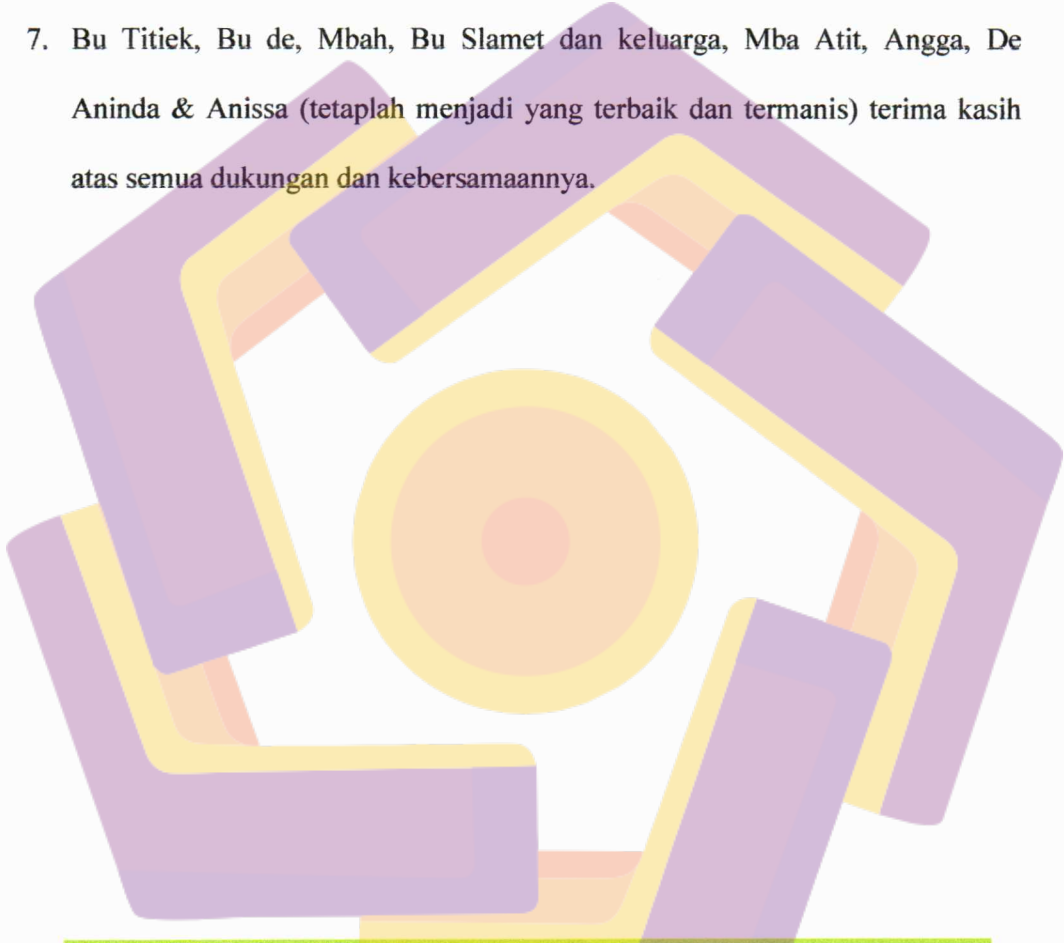 7. Bu Titiek, Bu de, Mbah, Bu Slamet dan keluarga, Mba Atit, Angga, De
Aninda & Anissa (tetaplah menjadi yang terbaik dan termanis) terima kasih
atas semua dukungan dan kebersamaannya.